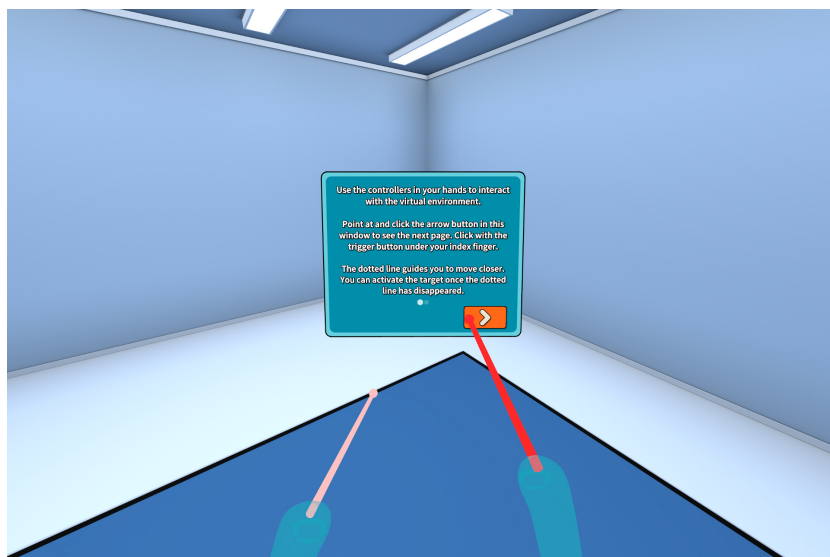 Use the controllers in your hands to interact
with the virtual environment.
Point at and click the arrow button in this
window to see the next page. Click with the
trigger button under your index finger.
The dotted line guides you to move closer.
You can activate the target once the dotted
line has disappeared.